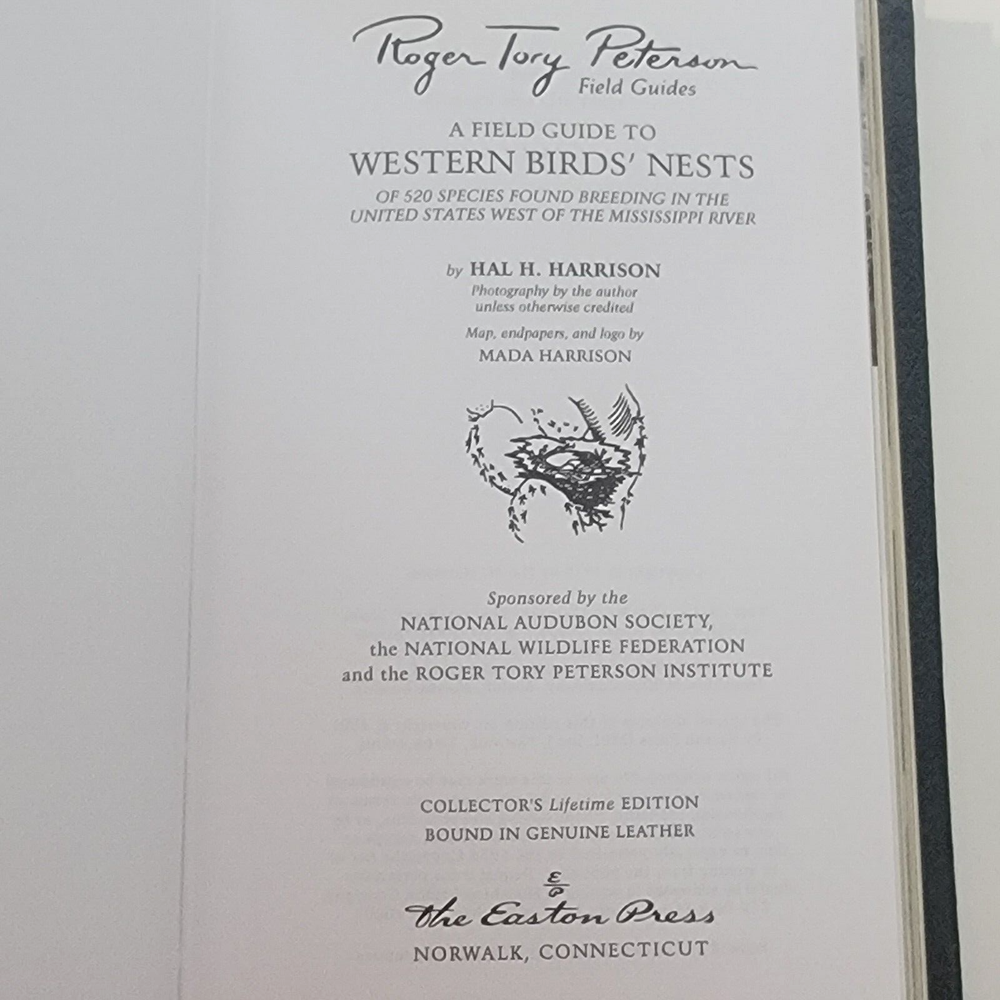 Roger Tory Peterson
Field Guides
A FIELD GUIDE TO
WESTERN BIRDS' NESTS
OF 520 SPECIES FOUND BREEDING IN THE
UNITED STATES WEST OF THE MISSISSIPPI RIVER
by HAL H. HARRISON
Photography by the author
unless otherwise credited
Map, endpapers, and logo by
MADA HARRISON
Sponsored by the
NATIONAL AUDUBON SOCIETY,
the NATIONAL WILDLIFE FEDERATION
and the ROGER TORY PETERSON INSTITUTE
COLLECTOR'S Lifetime EDITION
BOUND IN GENUINE LEATHER
E
P
The Easton Press
NORWALK, CONNECTICUT